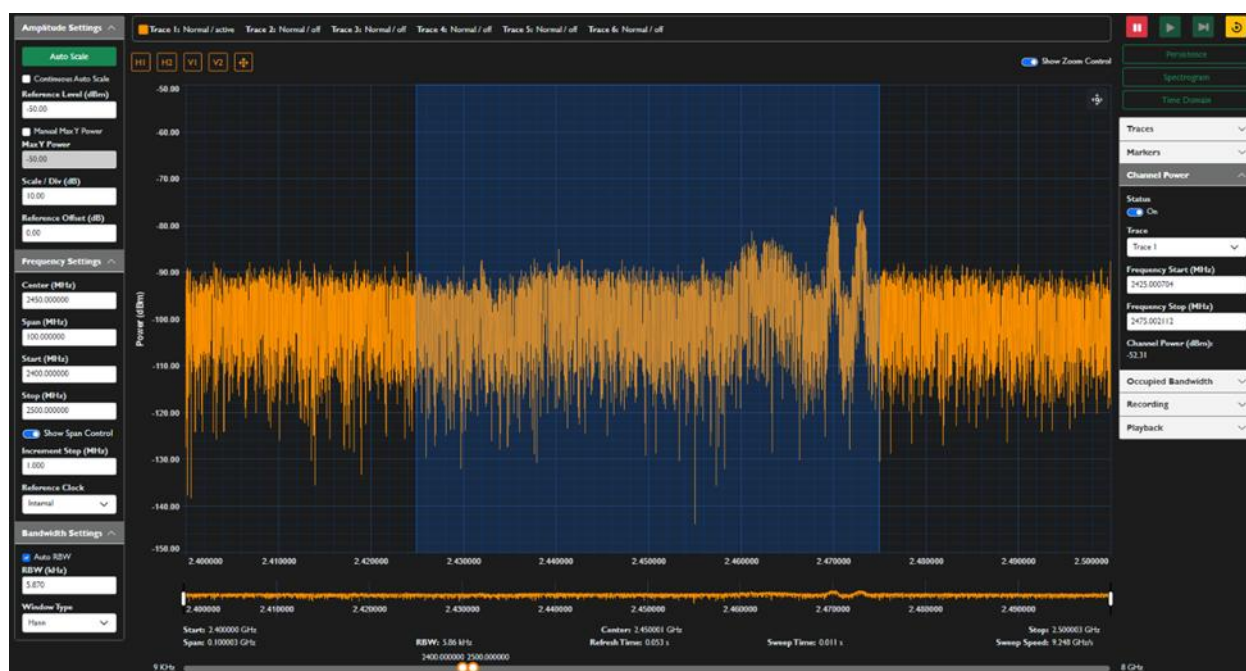 Amplitude Settings
Auto Scale
Continuous Auto Scale
Reference Level (dBm)
-50.00
Manual Max Y Power
Max Y Power
-50.00
Scale / Div (dB)
10.00
Reference Offset (dB)
0.00
Frequency Settings
Center (MHz)
2450.000000
Span (MHz)
100.000000
Start (MHz)
2400.000000
Stop (MHz)
2500.000000
Show Span Control
Increment Step (MHz)
1.000
Reference Clock
Internal
Bandwidth Settings
Auto RBW
RBW (kHz)
5.870
Window Type
Hann
Trace 1: Normal / active Trace 2: Normal / off Trace 3: Normal / off Trace 4: Normal / off Trace 5: Normal / off Trace 6: Normal / off
H1 H2 V1 V2
Show Zoom Control
Power (dBm)
-50.00
-60.00
-70.00
-80.00
-90.00
-100.00
-110.00
-120.00
-130.00
-140.00
-150.00
2.400000 2.410000 2.420000 2.430000 2.440000 2.450000 2.460000 2.470000 2.480000 2.490000 2.500000
2.400000 2.410000 2.420000 2.430000 2.440000 2.450000 2.460000 2.470000 2.480000 2.490000
Start: 2.400000 GHz Center: 2.450001 GHz Stop: 2.500003 GHz
Span: 0.100003 GHz RBW: 5.86 kHz Refresh Time: 0.053 s Sweep Time: 0.011 s Sweep Speed: 9.248 GHz/s
2400.000000 2500.000000
9 KHz 8 GHz
Persistence
Spectrogram
Time Domain
Traces
Markers
Channel Power
Status
On
Trace
Trace 1
Frequency Start (MHz)
2425.000704
Frequency Stop (MHz)
2475.002112
Channel Power (dBm):
-52.31
Occupied Bandwidth
Recording
Playback